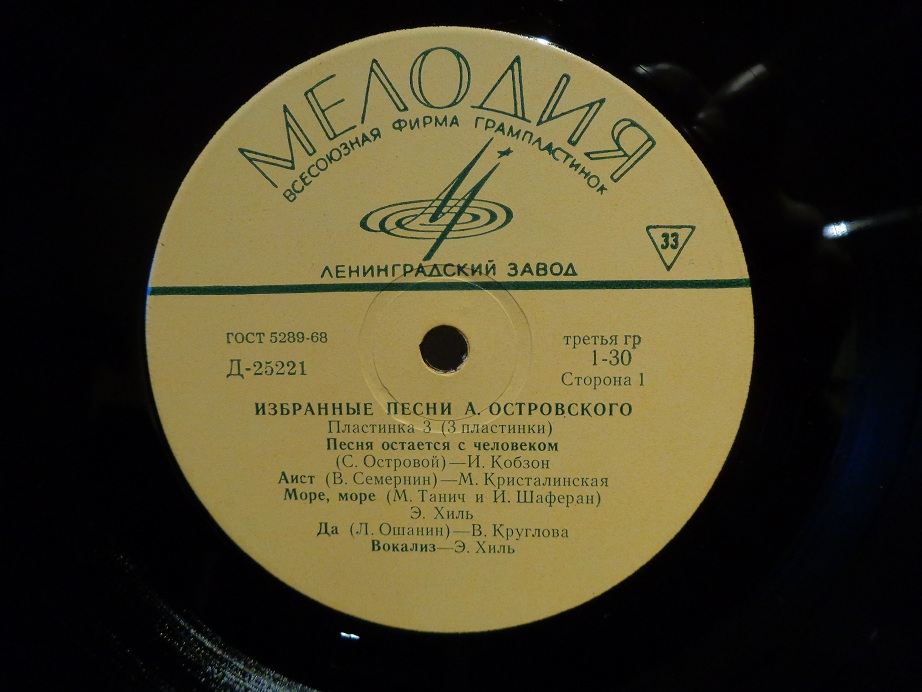 МЕЛОДИЯ
ВСЕСОЮЗНАЯ ФИРМА ГРАМПЛАСТИНОК
33
ЛЕНИНГРАДСКИЙ ЗАВОД
ГОСТ 5289-68
третья гр
Д-25221
1-30
Сторона 1
ИЗБРАННЫЕ ПЕСНИ А. ОСТРОВСКОГО
Пластинка 3 (3 пластинки)
Песня остается с человеком
(С. Островой)—И. Кобзон
Аист (В. Семернин)—М. Кристалинская
Море, море (М. Танич и И. Шаферан)
Э. Хиль
Да (Л. Ошанин)—В. Круглова
Вокализ—Э. Хиль